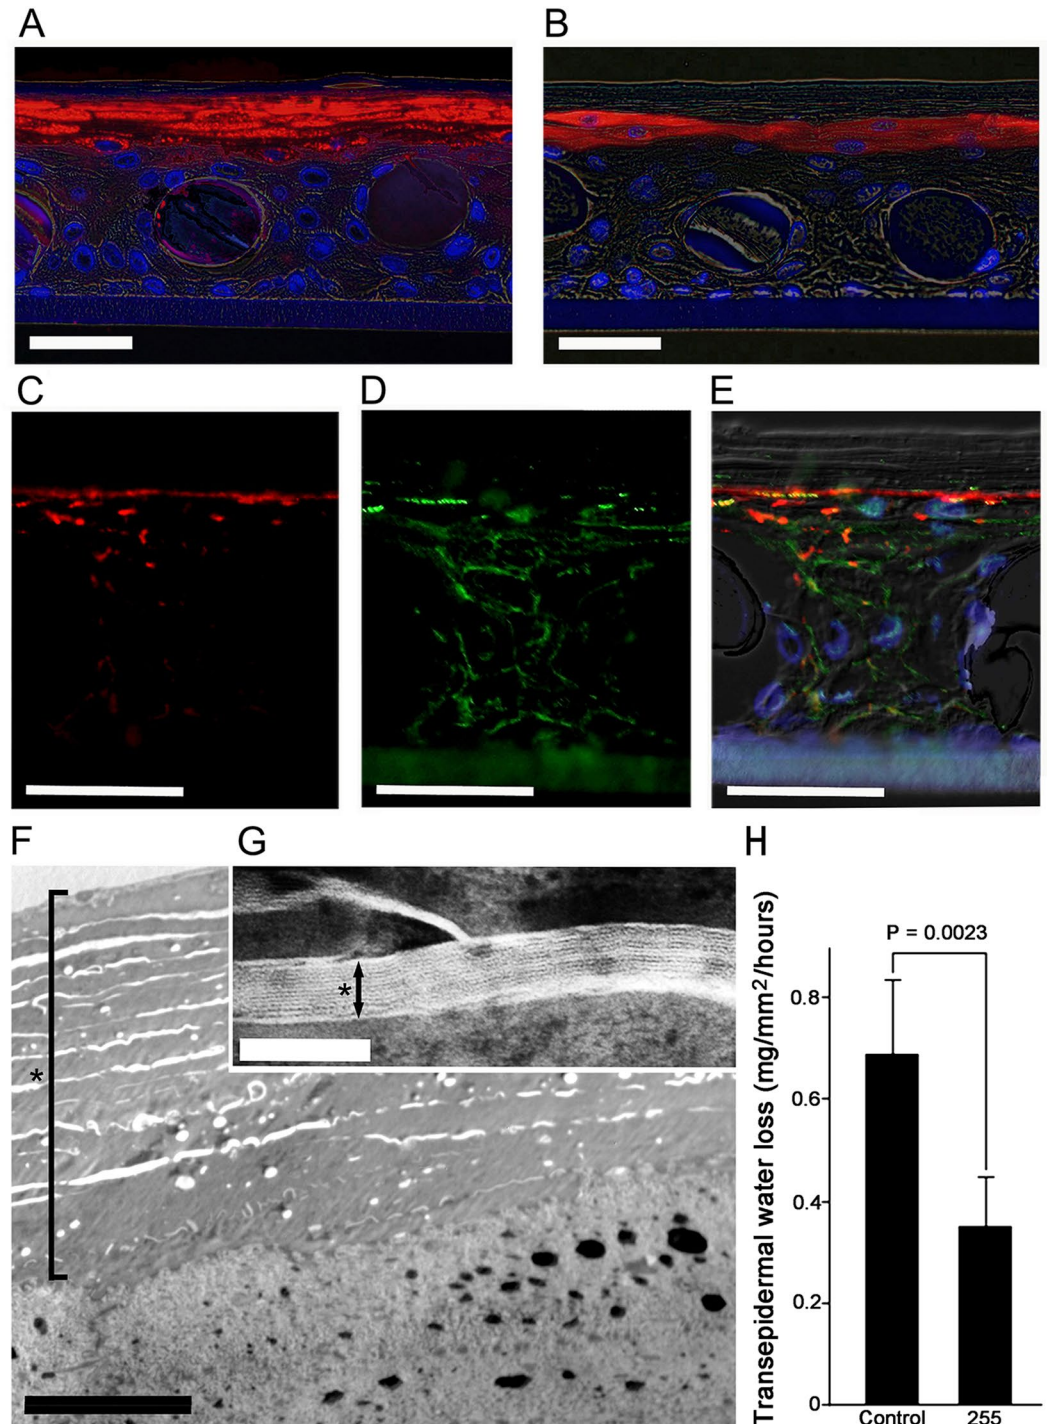 A
B
C
D
E
F
G
H
*
*
Transepidermal water loss (mg/mm²/hours)
P = 0.0023
0.8
0.6
0.4
0.2
0
Control
255